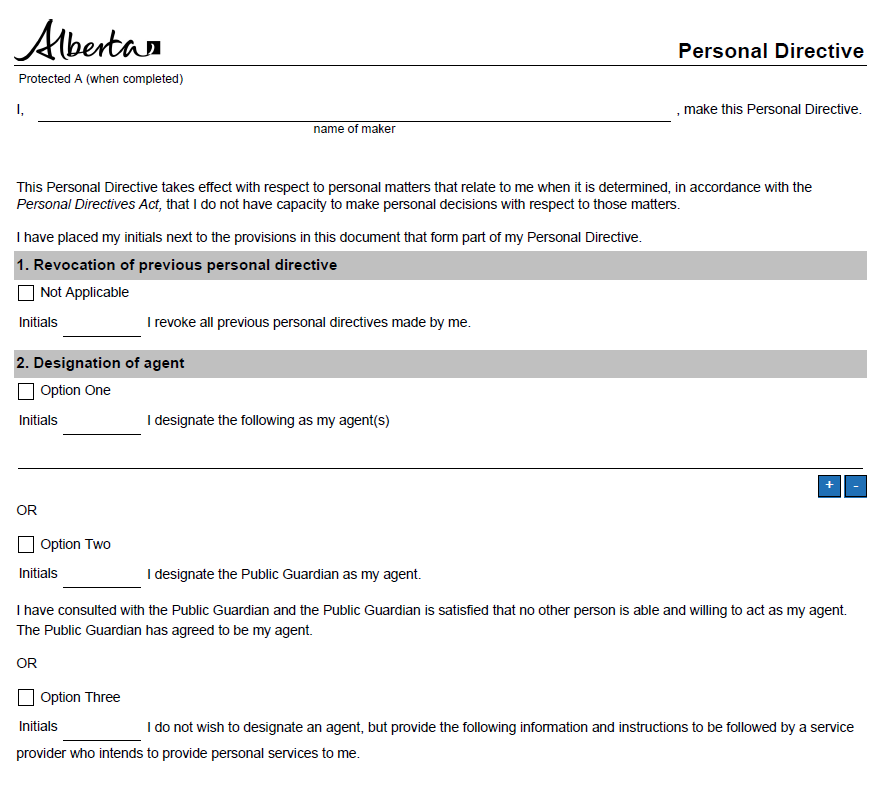 Alberta
Personal Directive
Protected A (when completed)
I, , make this Personal Directive.
name of maker
This Personal Directive takes effect with respect to personal matters that relate to me when it is determined, in accordance with the
Personal Directives Act, that I do not have capacity to make personal decisions with respect to those matters.
I have placed my initials next to the provisions in this document that form part of my Personal Directive.
1. Revocation of previous personal directive
Not Applicable
Initials I revoke all previous personal directives made by me.
2. Designation of agent
Option One
Initials I designate the following as my agent(s)
+ -
OR
Option Two
Initials I designate the Public Guardian as my agent.
I have consulted with the Public Guardian and the Public Guardian is satisfied that no other person is able and willing to act as my agent.
The Public Guardian has agreed to be my agent.
OR
Option Three
Initials I do not wish to designate an agent, but provide the following information and instructions to be followed by a service
provider who intends to provide personal services to me.